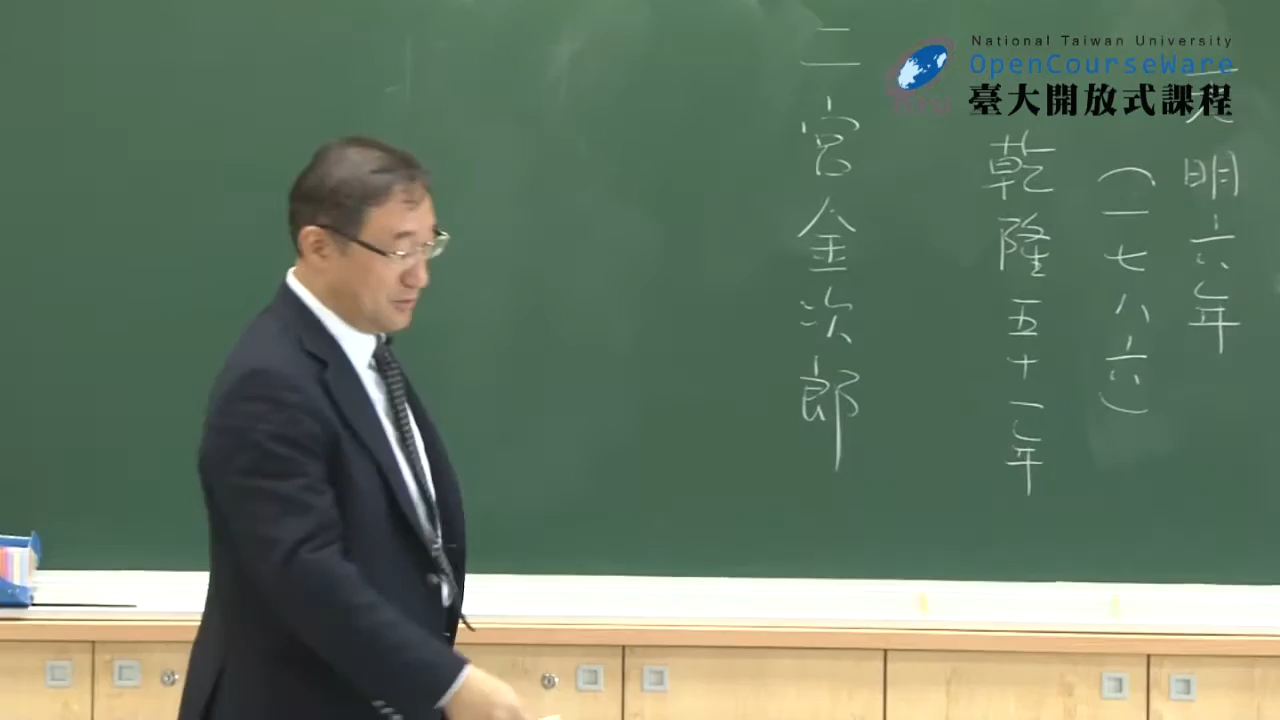 National Taiwan University
OpenCourseWare
臺大開放式課程
天明六年
(一七八六)
乾隆五十一年
二宮金次郎